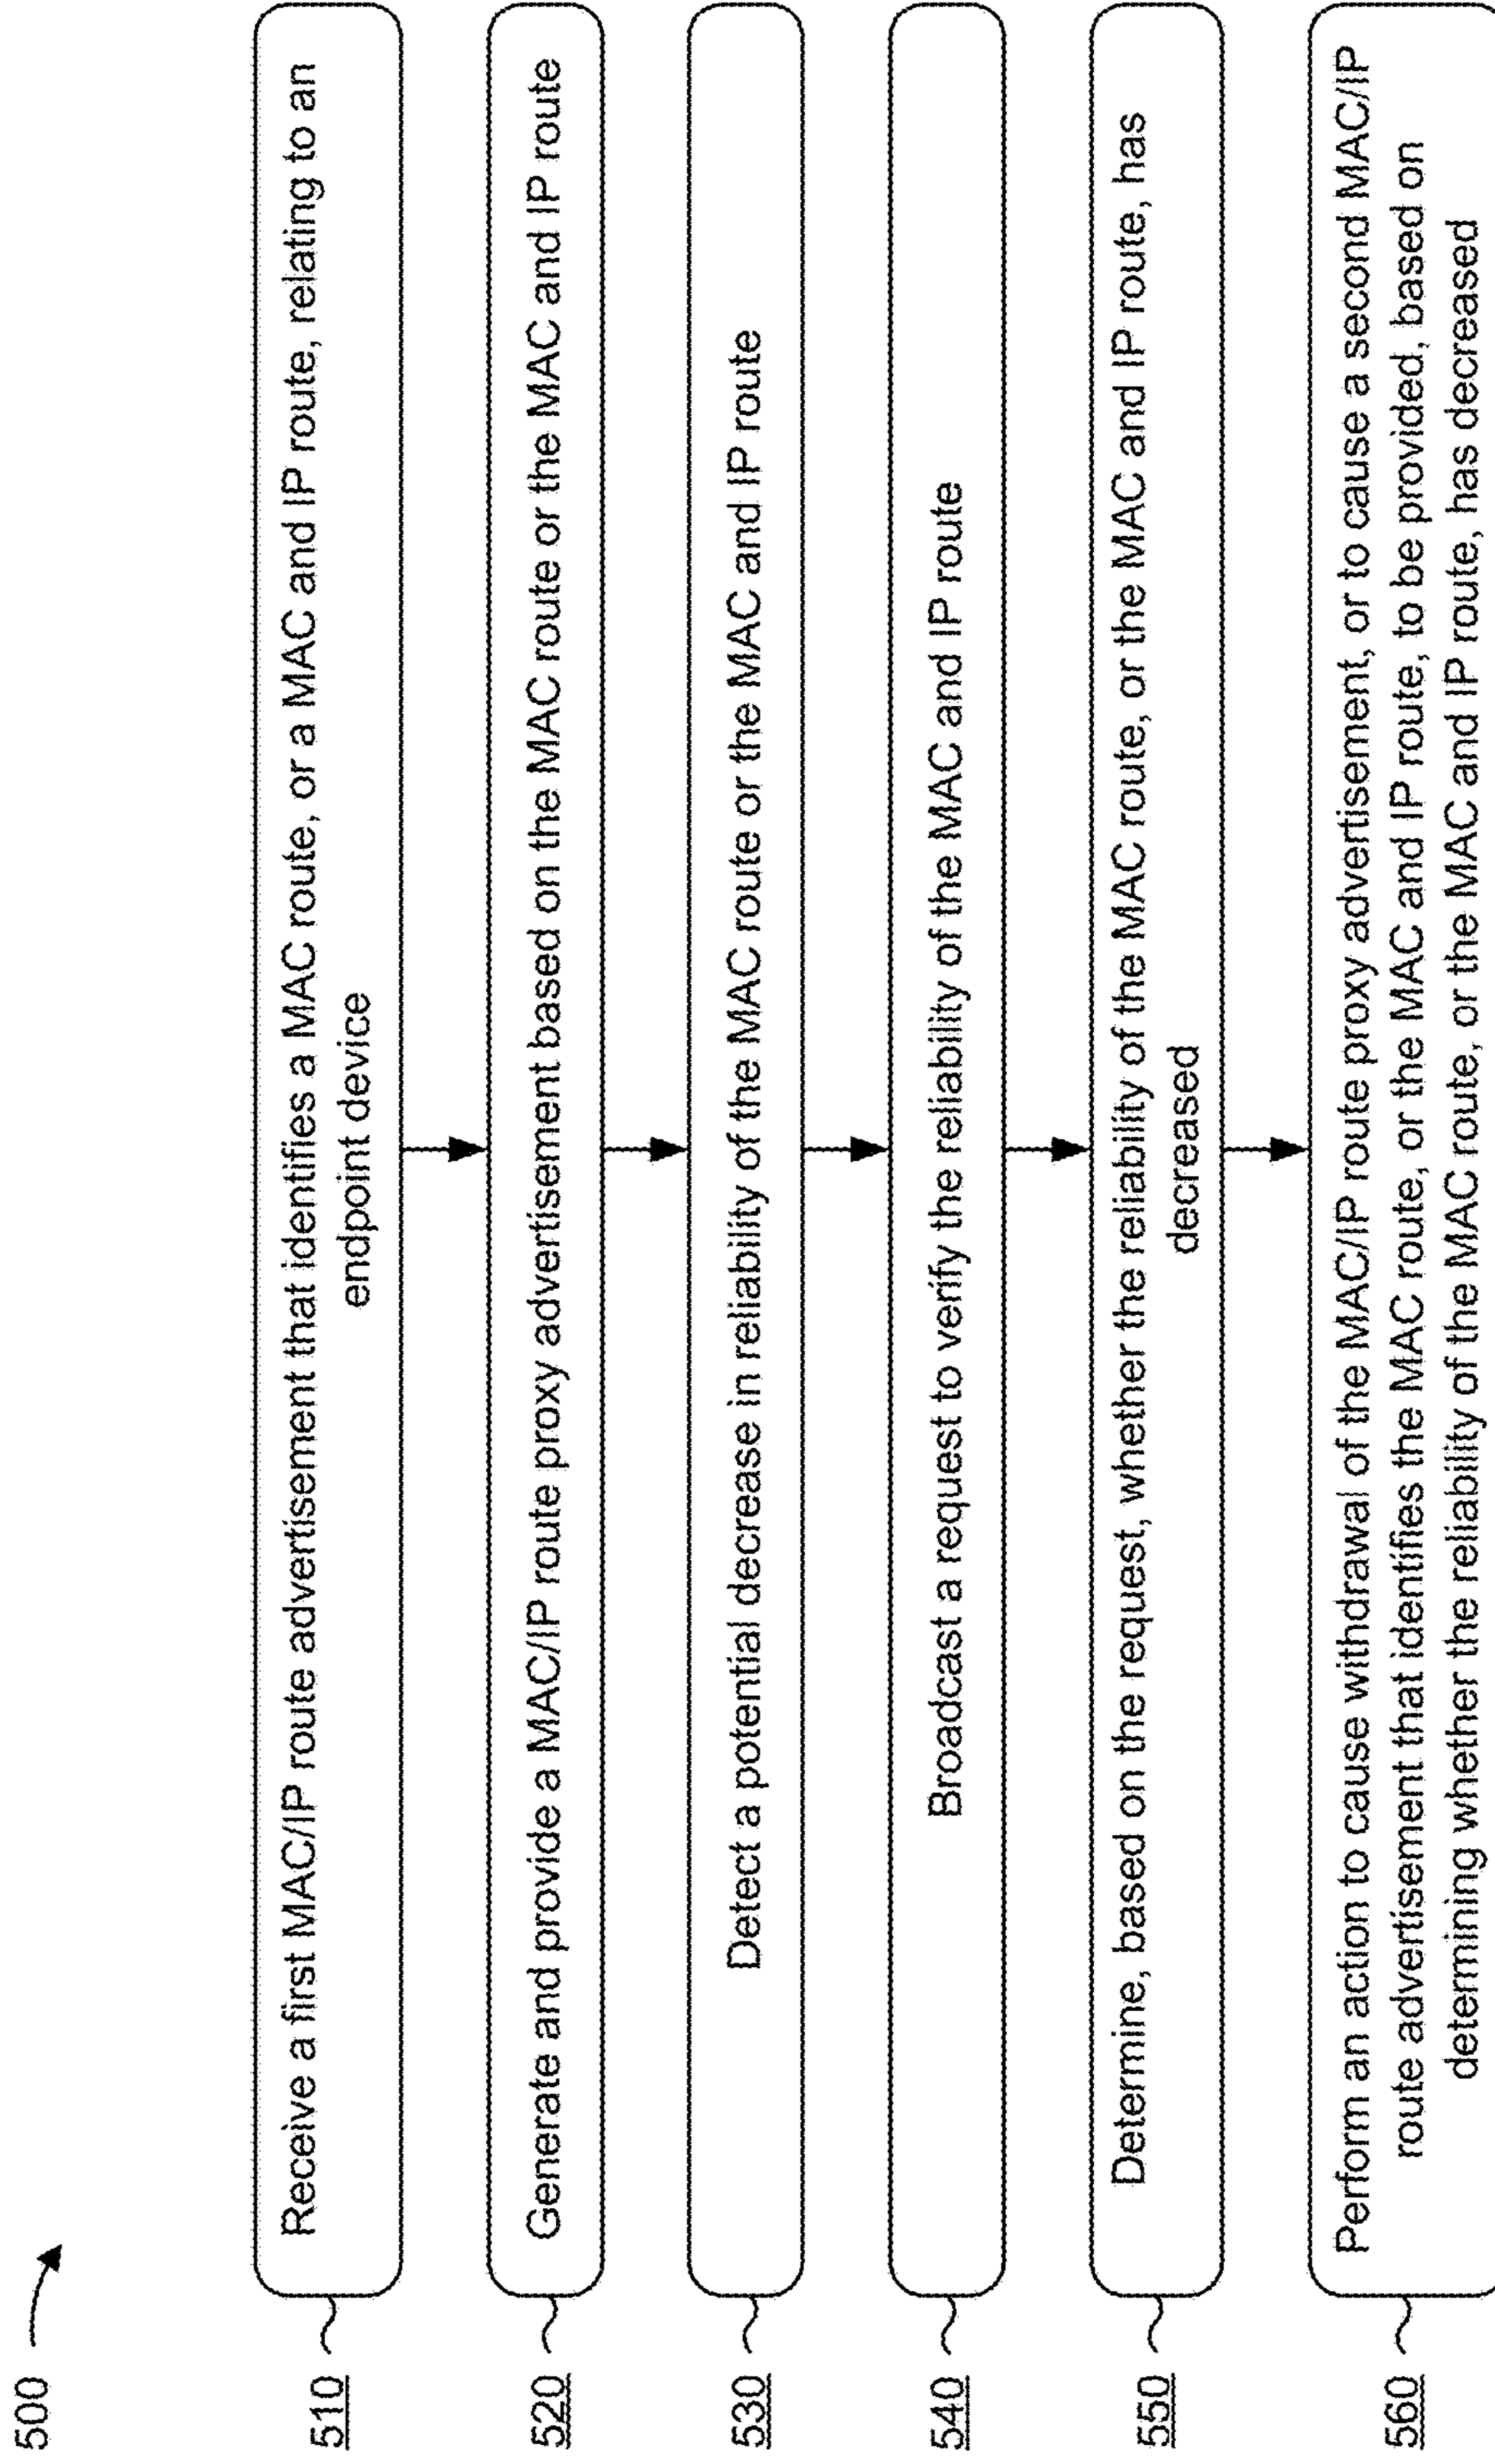 500
510
Receive a first MAC/IP route advertisement that identifies a MAC route, or a MAC and IP route, relating to an
endpoint device
520
Generate and provide a MAC/IP route proxy advertisement based on the MAC route or the MAC and IP route
530
Detect a potential decrease in reliability of the MAC route or the MAC and IP route
540
Broadcast a request to verify the reliability of the MAC and IP route
550
Determine, based on the request, whether the reliability of the MAC route, or the MAC and IP route, has
decreased
560
Perform an action to cause withdrawal of the MAC/IP route proxy advertisement, or to cause a second MAC/IP
route advertisement that identifies the MAC route, or the MAC and IP route, to be provided, based on
determining whether the reliability of the MAC route, or the MAC and IP route, has decreased